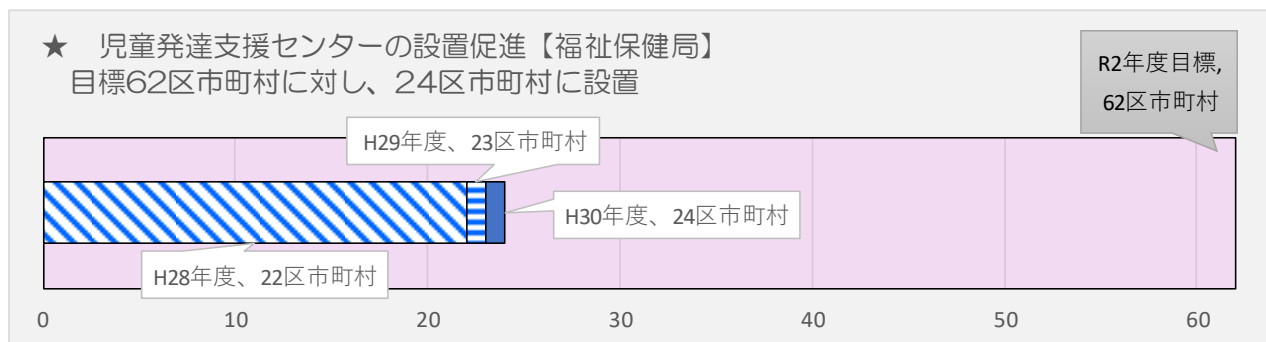 ★ 児童発達支援センターの設置促進【福祉保健局】
目標62区市町村に対し、24区市町村に設置
R2年度目標,
62区市町村
H29年度、23区市町村
H30年度、24区市町村
H28年度、22区市町村
0 10 20 30 40 50 60